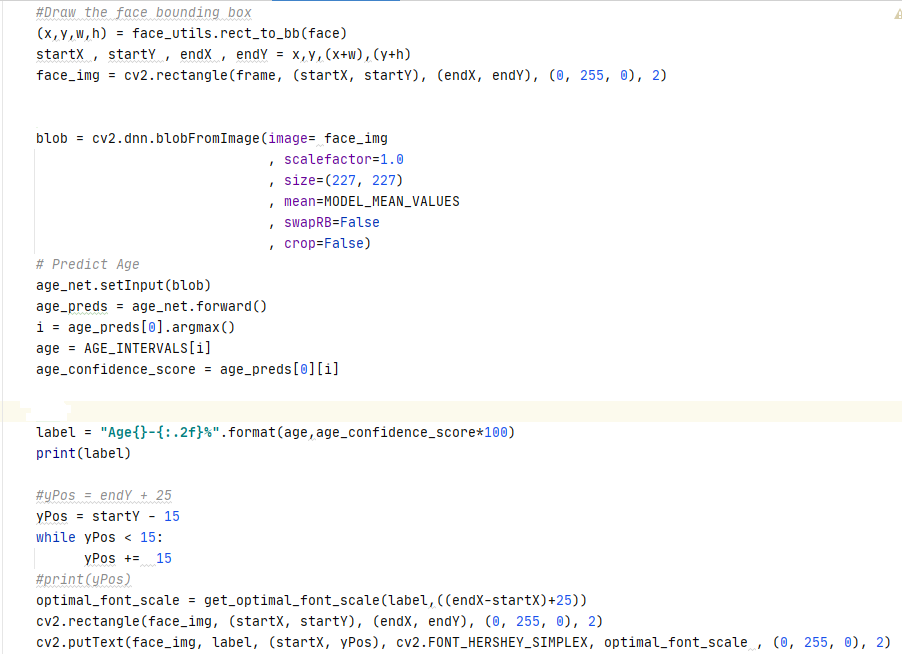 #Draw the face bounding box
(x,y,w,h) = face_utils.rect_to_bb(face)
startX , startY , endX , endY = x,y,(x+w),(y+h)
face_img = cv2.rectangle(frame, (startX, startY), (endX, endY), (0, 255, 0), 2)
blob = cv2.dnn.blobFromImage(image= face_img
, scalefactor=1.0
, size=(227, 227)
, mean=MODEL_MEAN_VALUES
, swapRB=False
, crop=False)
# Predict Age
age_net.setInput(blob)
age_preds = age_net.forward()
i = age_preds[0].argmax()
age = AGE_INTERVALS[i]
age_confidence_score = age_preds[0][i]
label = "Age{}-{:.2f}%".format(age,age_confidence_score*100)
print(label)
#yPos = endY + 25
yPos = startY - 15
while yPos < 15:
yPos +=  15
#print(yPos)
optimal_font_scale = get_optimal_font_scale(label,((endX-startX)+25))
cv2.rectangle(face_img, (startX, startY), (endX, endY), (0, 255, 0), 2)
cv2.putText(face_img, label, (startX, yPos), cv2.FONT_HERSHEY_SIMPLEX, optimal_font_scale , (0, 255, 0), 2)